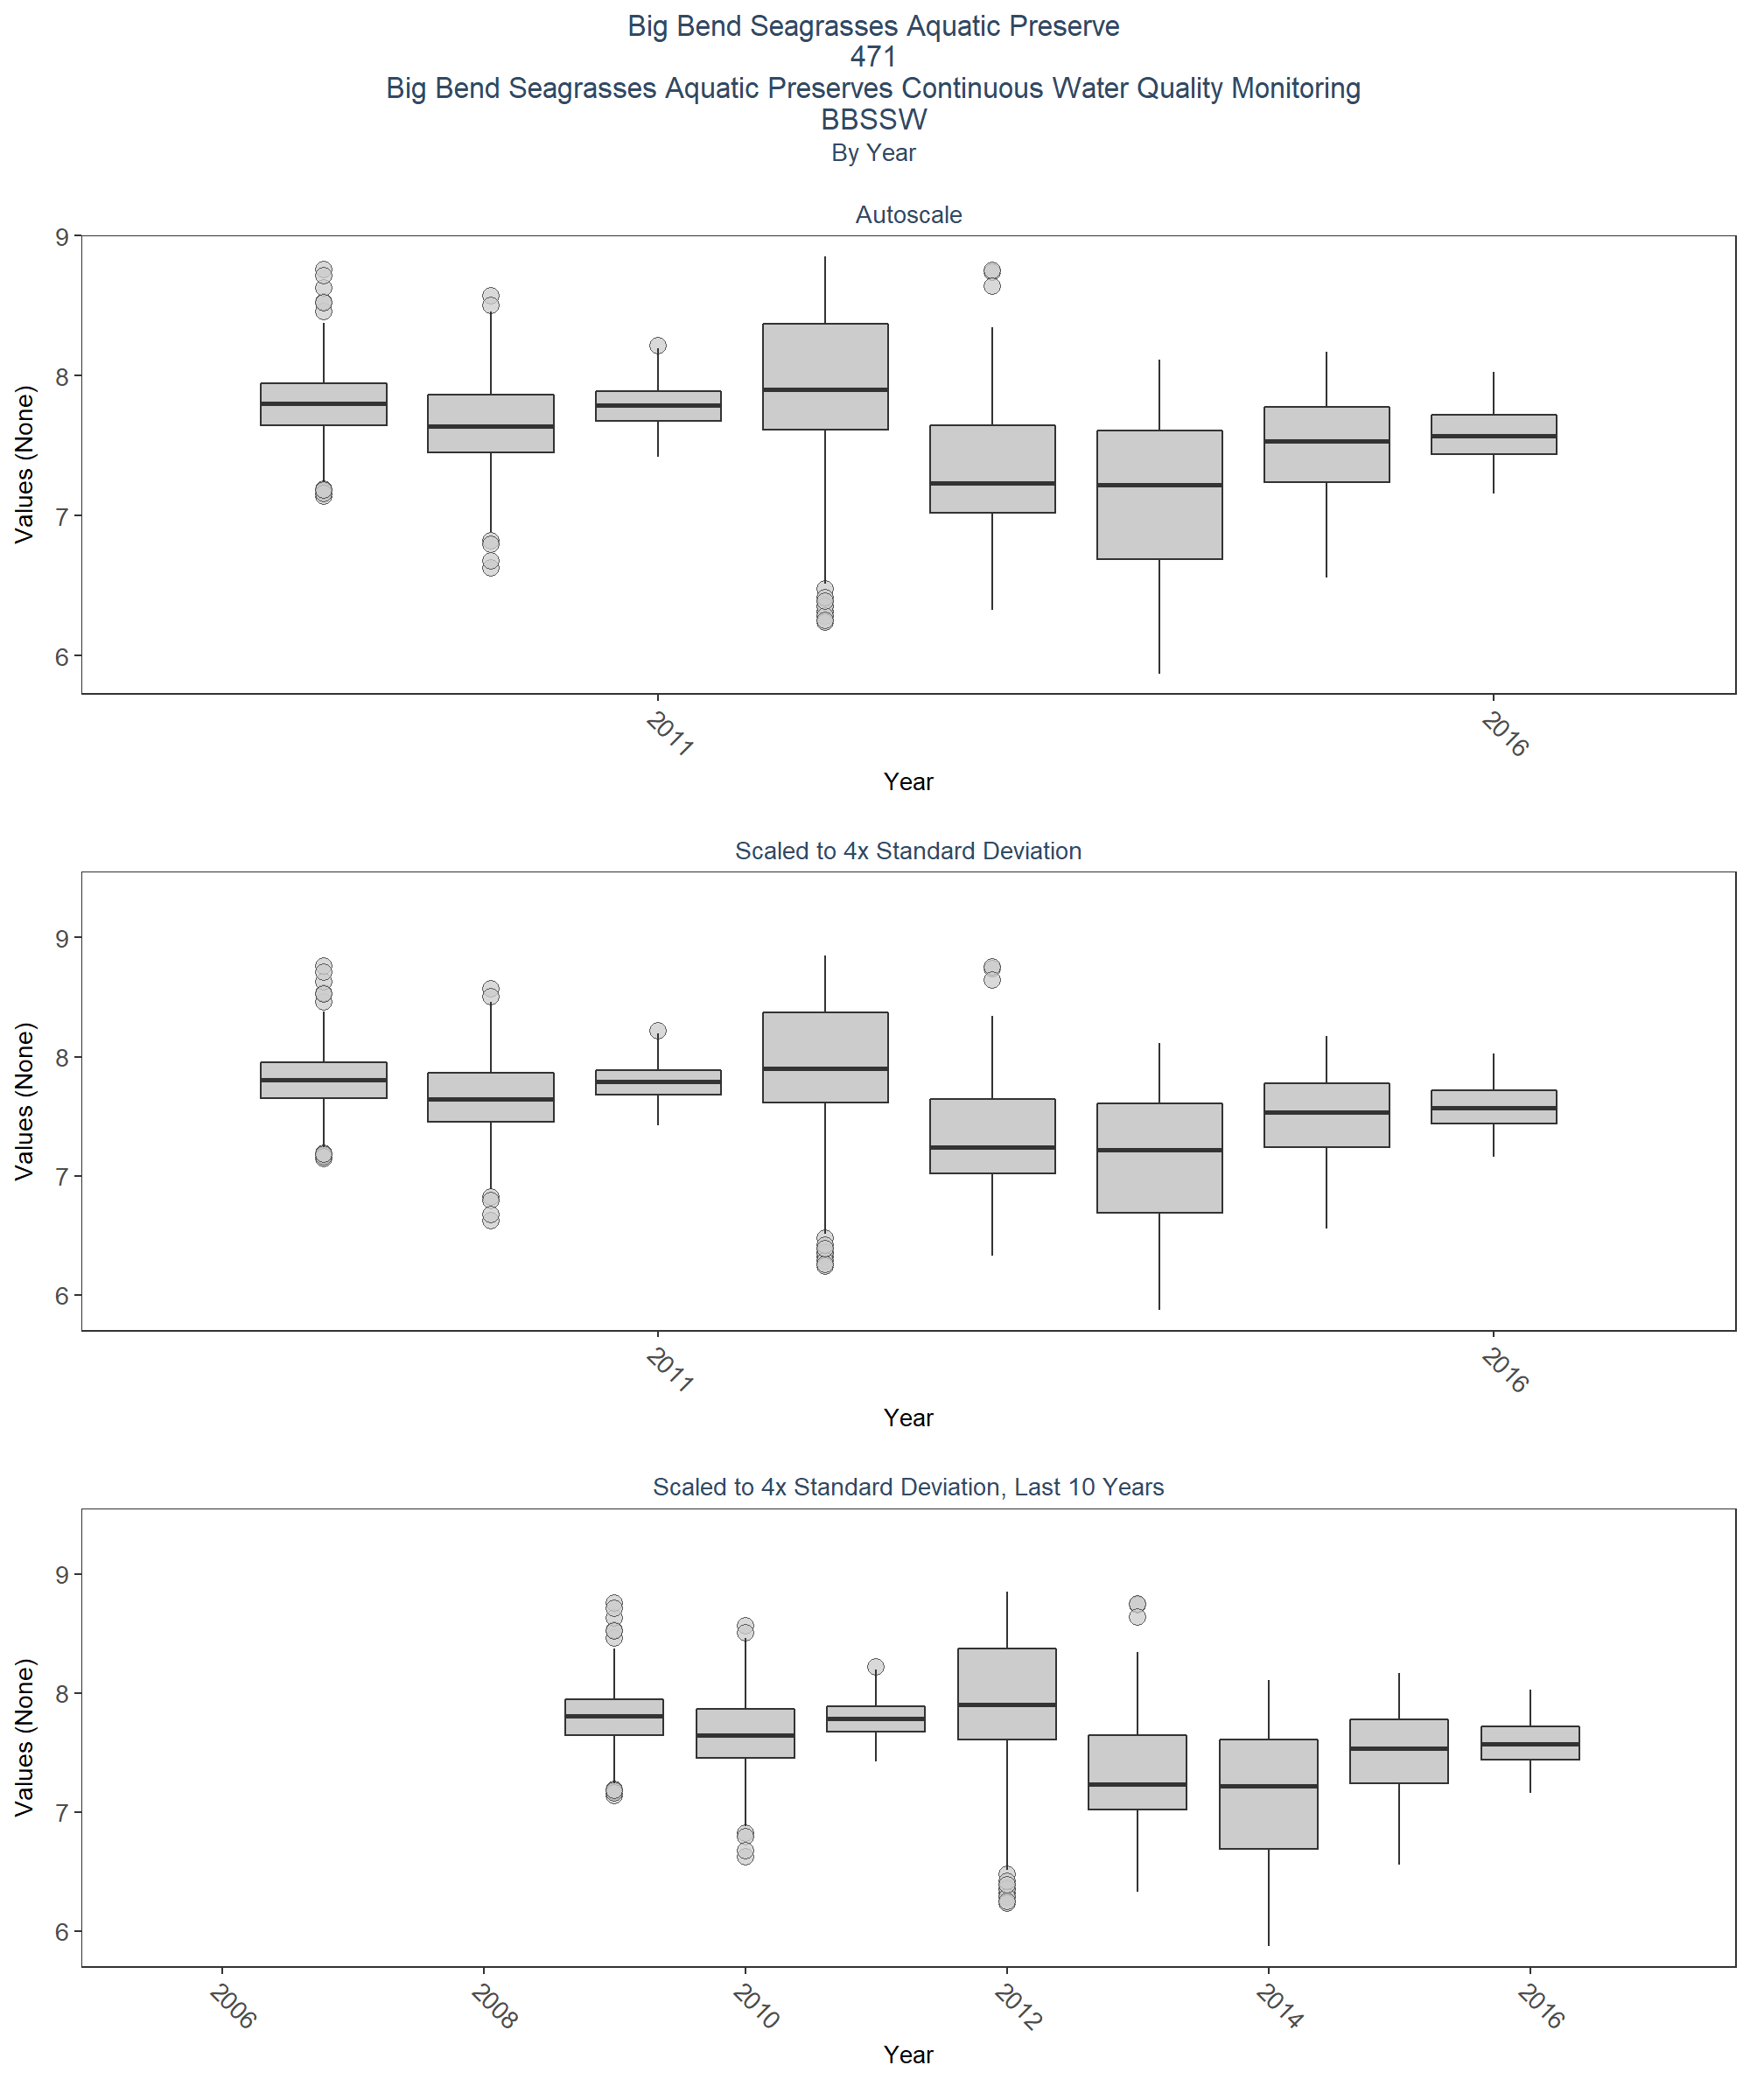 Big Bend Seagrasses Aquatic Preserve
471
Big Bend Seagrasses Aquatic Preserves Continuous Water Quality Monitoring
BBSSW
By Year
Autoscale
9
8
7
6
Values (None)
2011
2016
Year
Scaled to 4x Standard Deviation
9
8
7
6
Values (None)
2011
2016
Year
Scaled to 4x Standard Deviation, Last 10 Years
9
8
7
6
Values (None)
2006
2008
2010
2012
2014
2016
Year